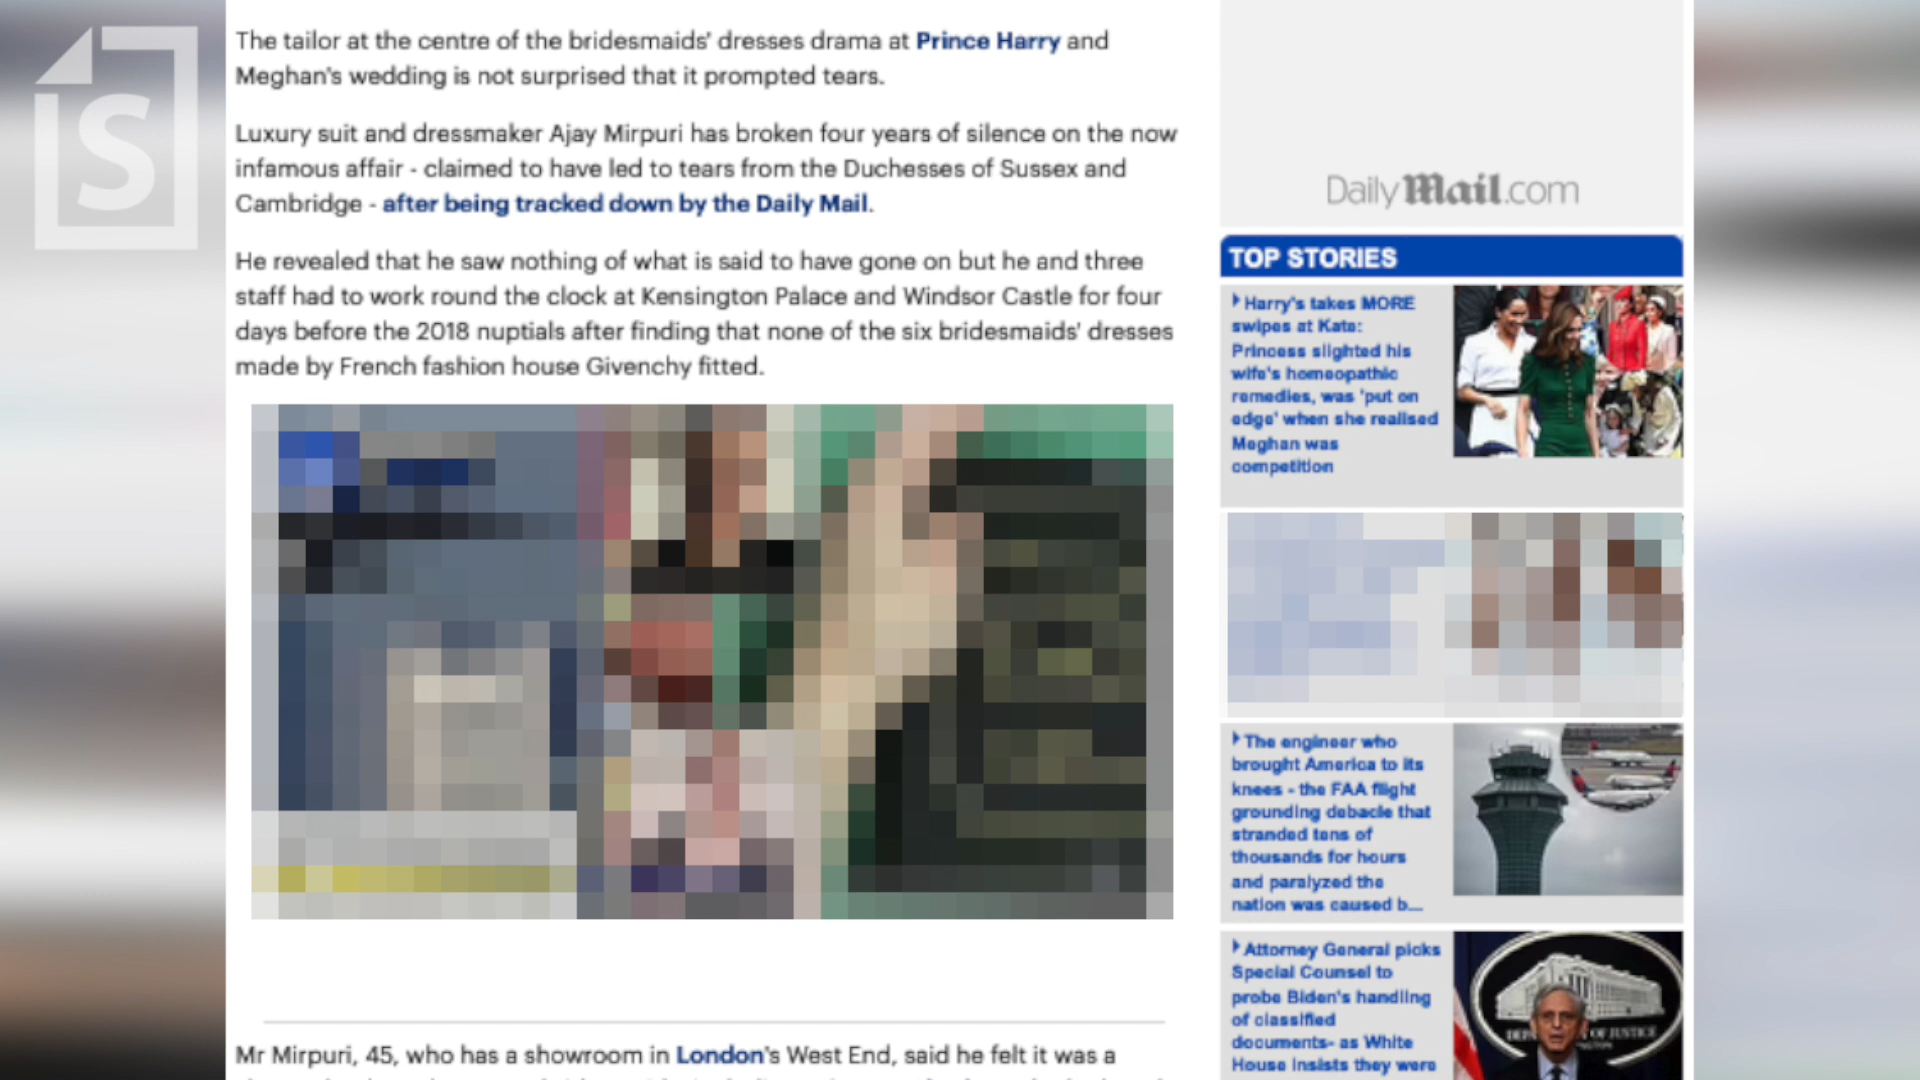 S
The tailor at the centre of the bridesmaids' dresses drama at Prince Harry and
Meghan's wedding is not surprised that it prompted tears.
Luxury suit and dressmaker Ajay Mirpuri has broken four years of silence on the now
infamous affair - claimed to have led to tears from the Duchesses of Sussex and
Cambridge - after being tracked down by the Daily Mail.
He revealed that he saw nothing of what is said to have gone on but he and three
staff had to work round the clock at Kensington Palace and Windsor Castle for four
days before the 2018 nuptials after finding that none of the six bridesmaids' dresses
made by French fashion house Givenchy fitted.
Mr Mirpuri, 45, who has a showroom in London's West End, said he felt it was a
DailyMail.com
TOP STORIES
Harry's takes MORE
swipes at Kate:
Princess slighted his
wife's homeopathic
remedies, was 'put on
edge' when she realised
Meghan was
competition
The engineer who
brought America to its
knees - the FAA flight
grounding debacle that
stranded tens of
thousands for hours
and paralyzed the
nation was caused b...
Attorney General picks
Special Counsel to
probe Biden's handling
of classified
documents- as White
House insists they were
OF JUSTICE